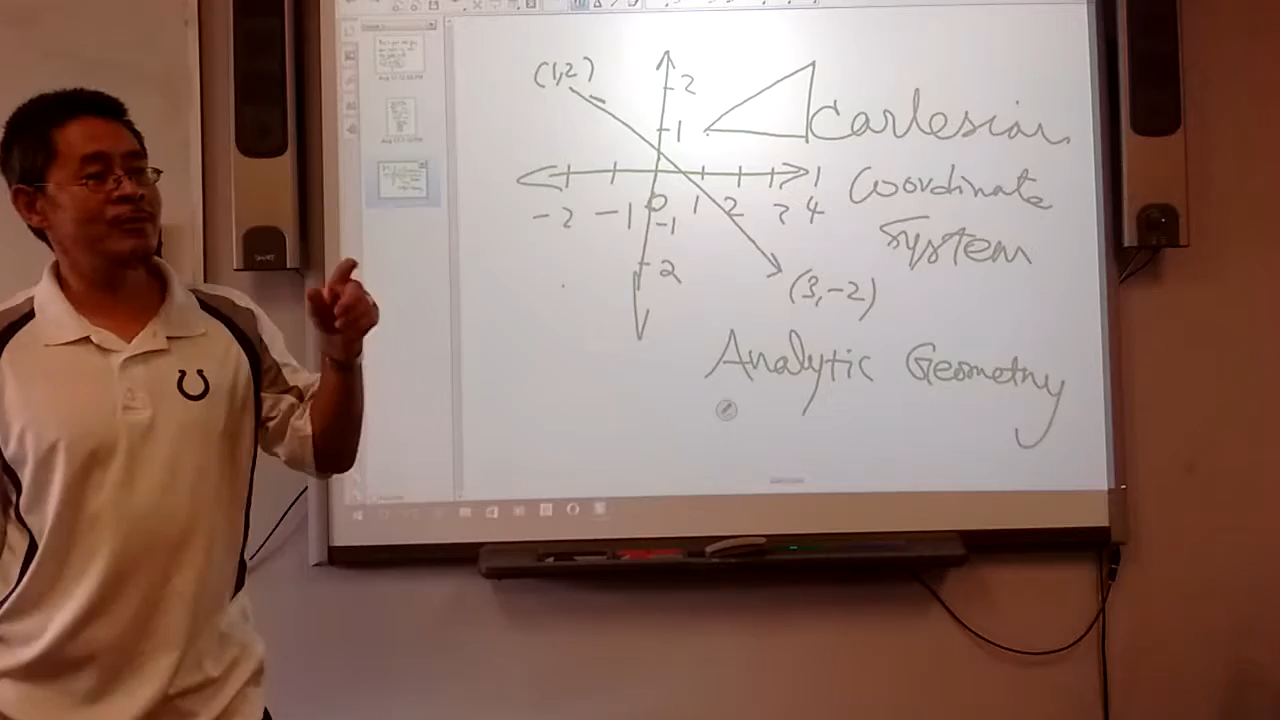 (1,2)
2
1
Cartesian
Coordinate
System
-2 -1 0 1 2 3 4
-1
-2
(3,-2)
Analytic Geometry